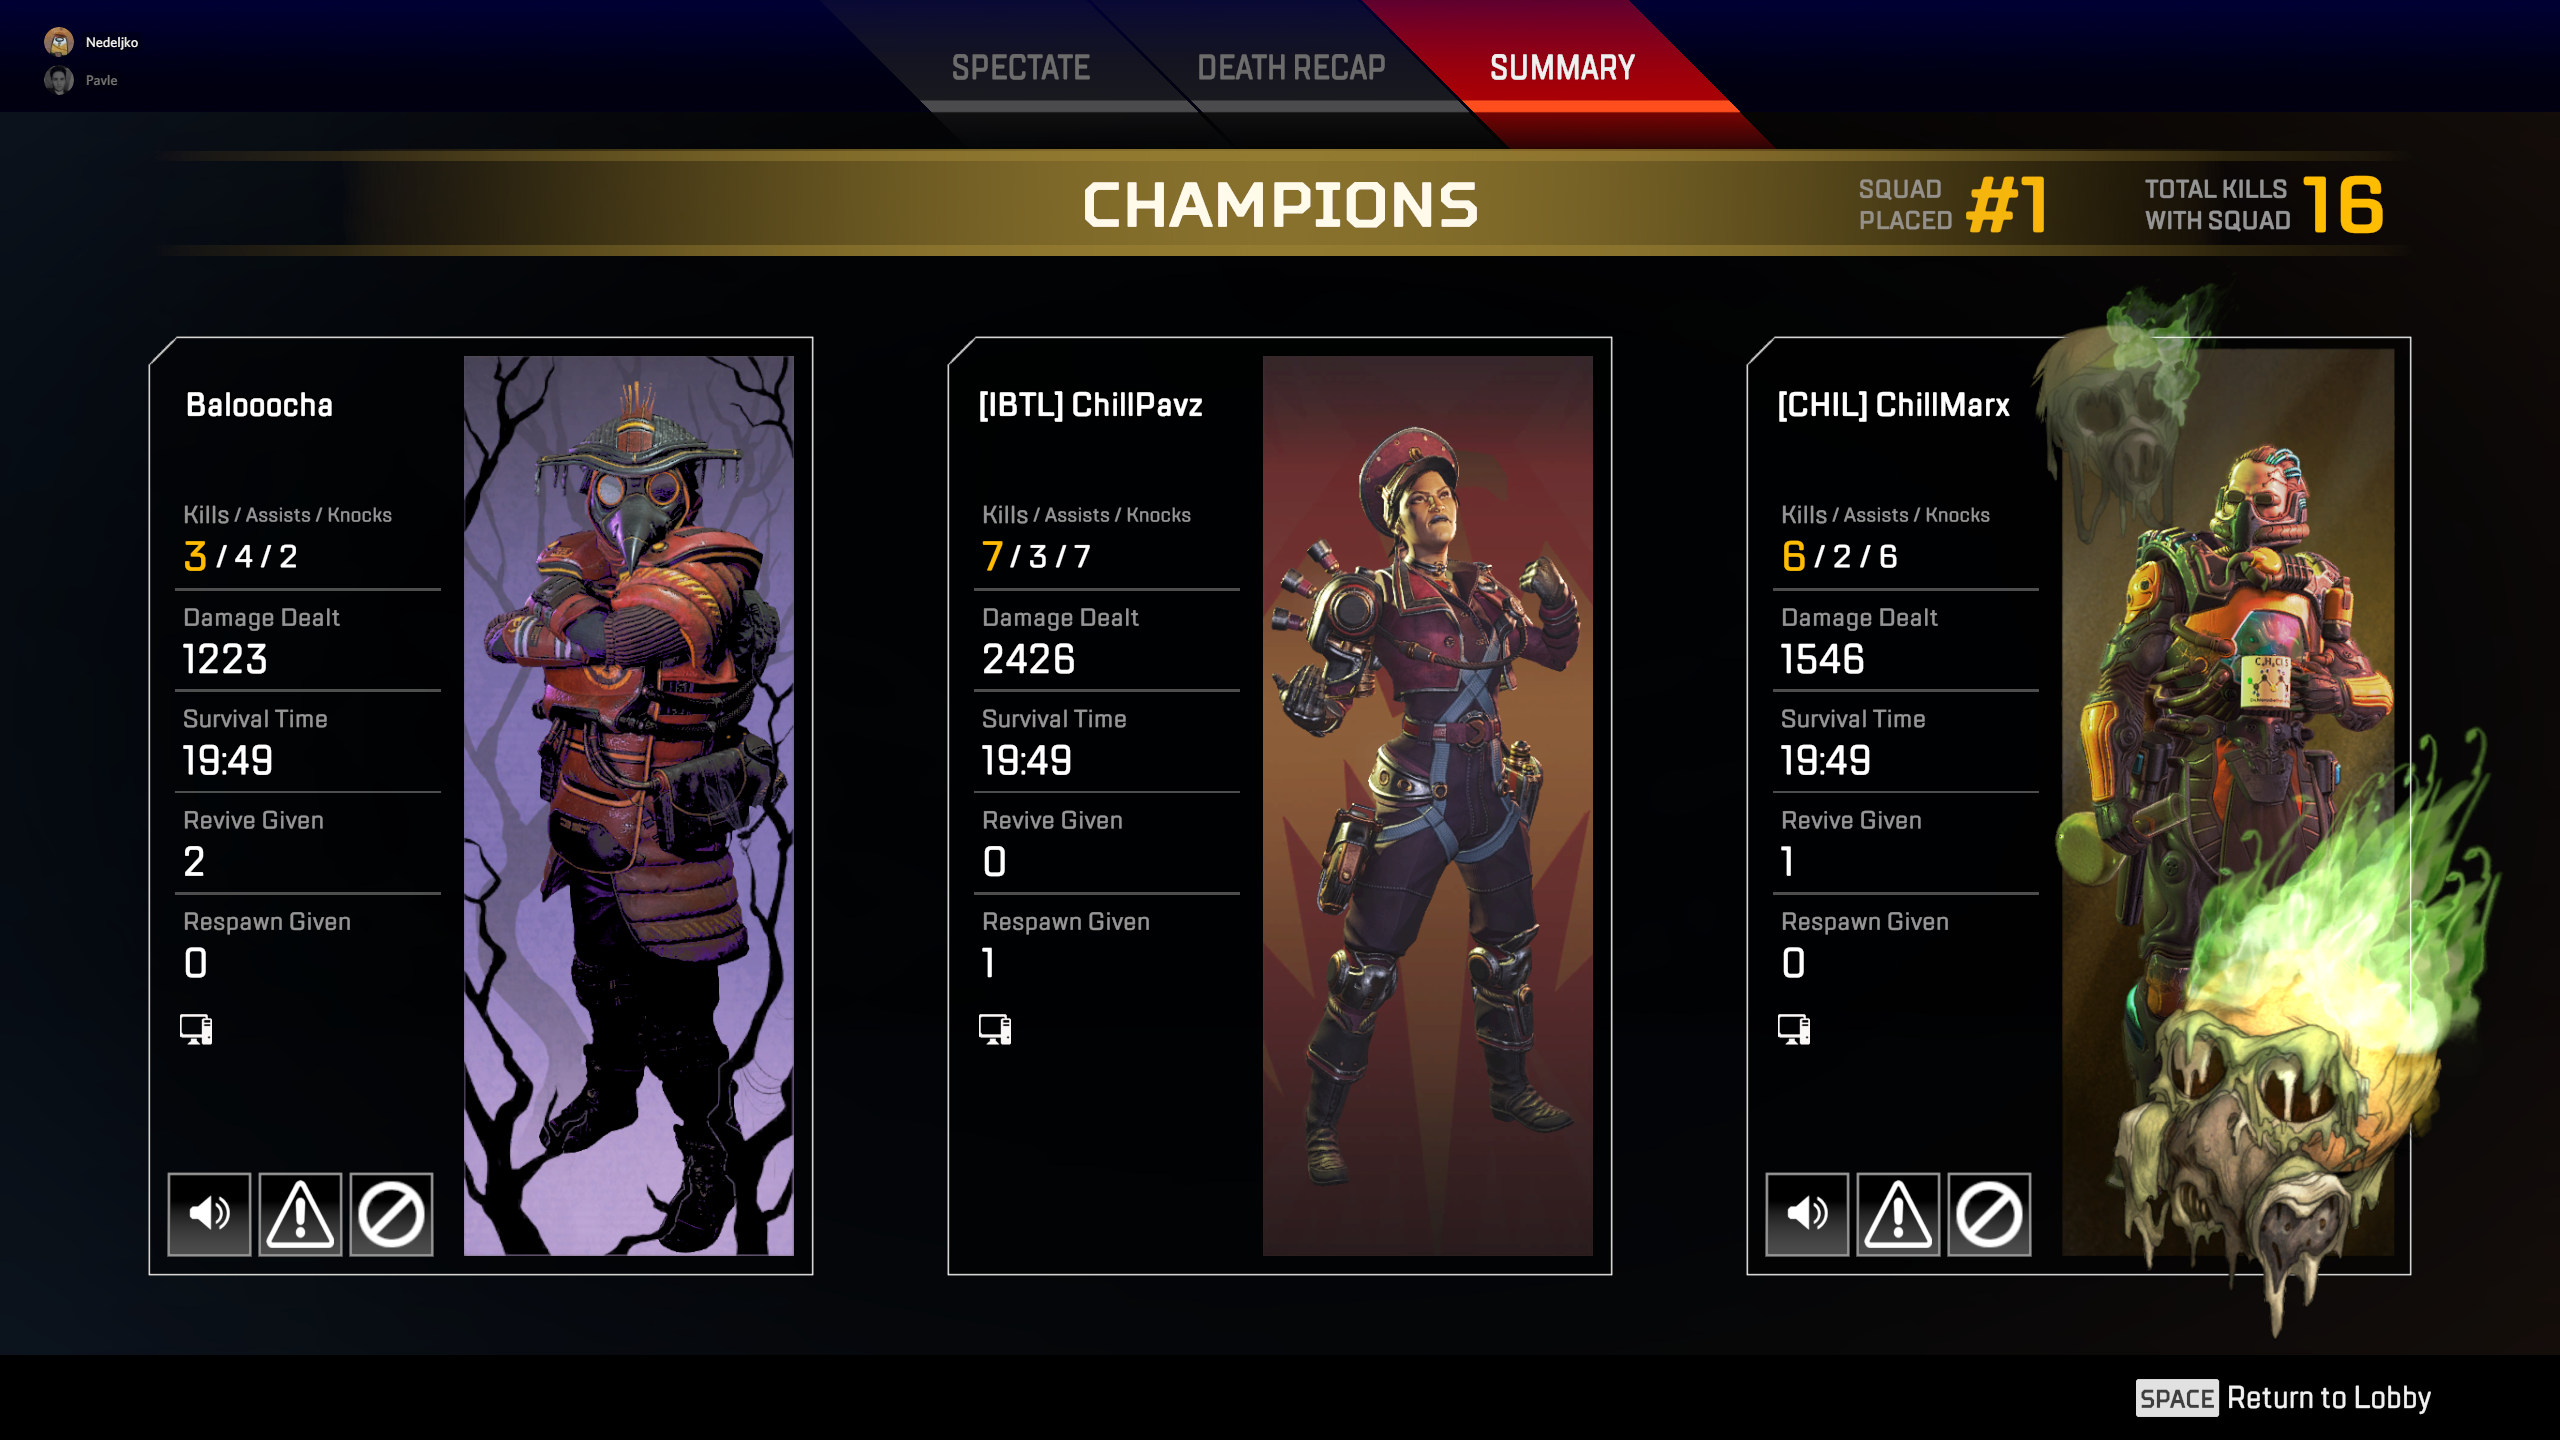 Nedeljko
Pavle
SPECTATE
DEATH RECAP
SUMMARY
CHAMPIONS
SQUAD
PLACED
#1
TOTAL KILLS
WITH SQUAD
16
Balooocha
Kills / Assists / Knocks
3 / 4 / 2
Damage Dealt
1223
Survival Time
19:49
Revive Given
2
Respawn Given
0
[IBTL] ChillPavz
Kills / Assists / Knocks
7 / 3 / 7
Damage Dealt
2426
Survival Time
19:49
Revive Given
0
Respawn Given
1
[CHIL] ChillMarx
Kills / Assists / Knocks
6 / 2 / 6
Damage Dealt
1546
Survival Time
19:49
Revive Given
1
Respawn Given
0
SPACE Return to Lobby